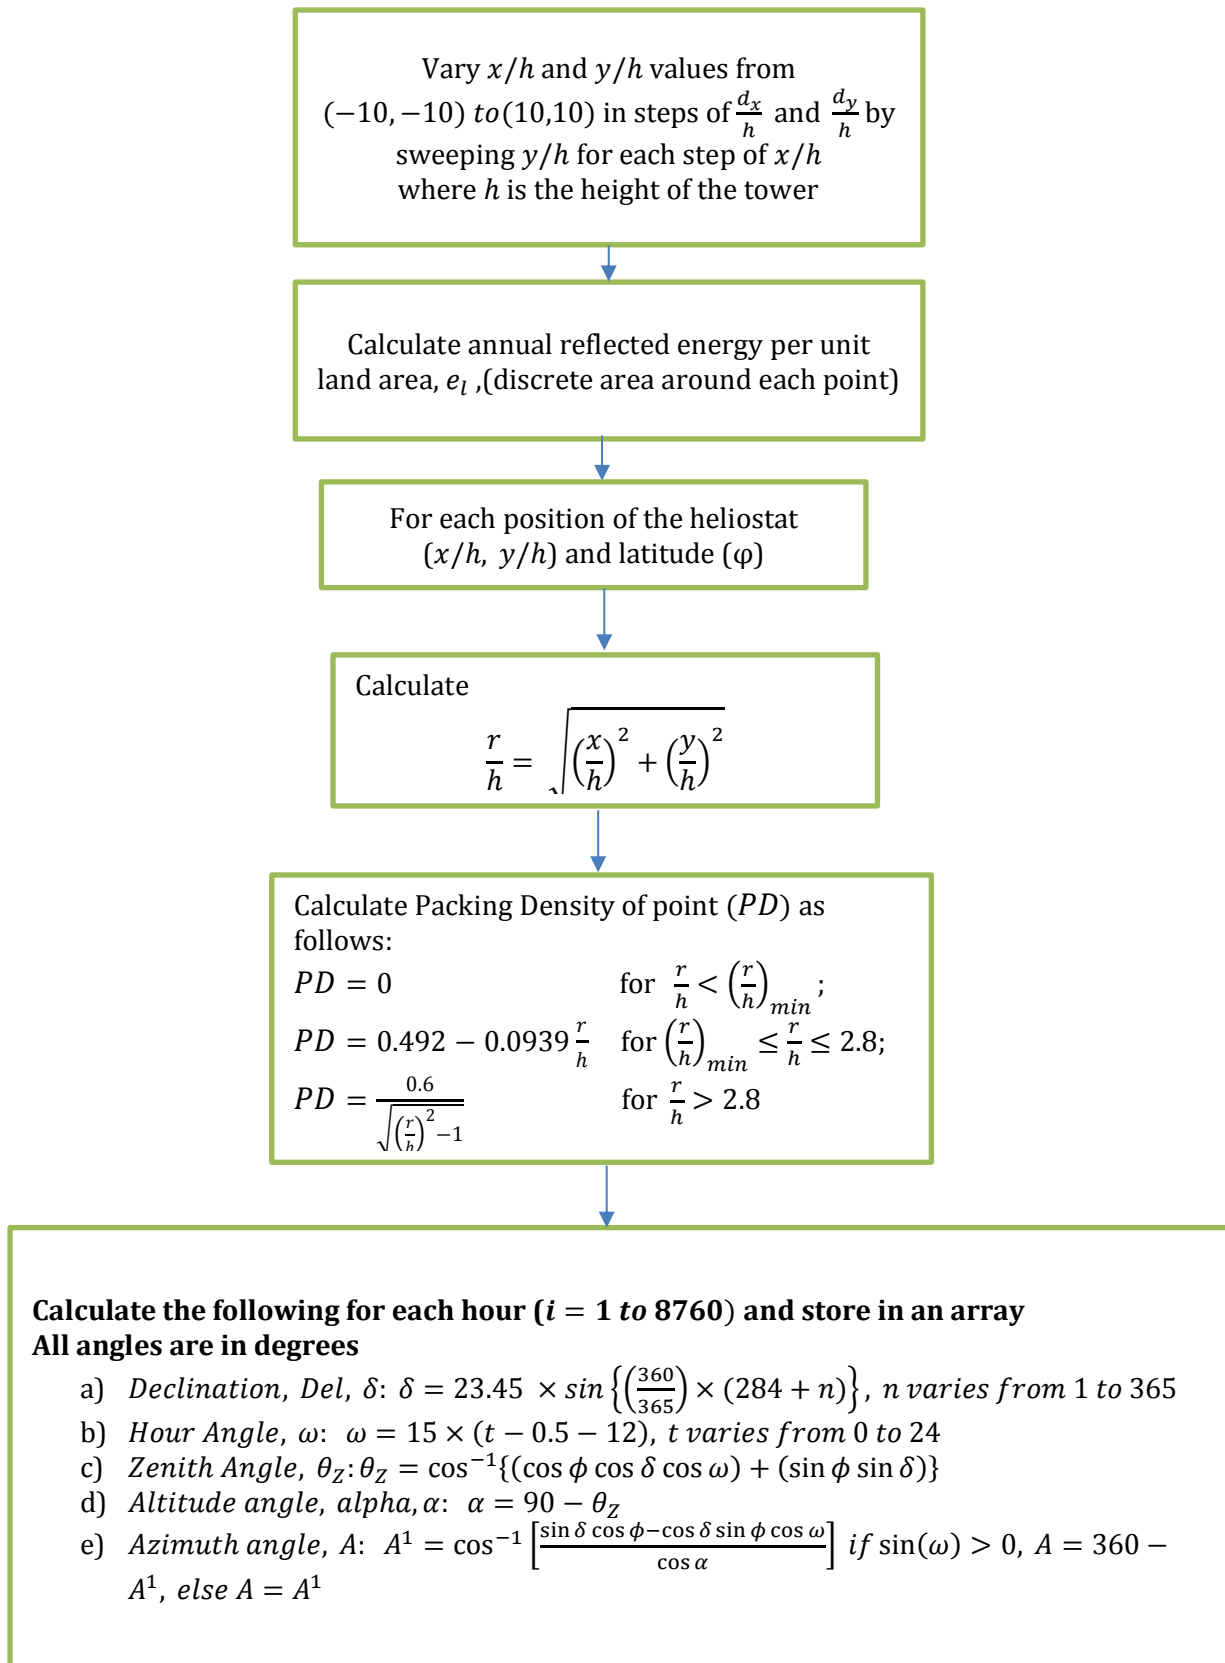 Vary x/h and y/h values from
(−10, −10) to(10,10) in steps of d_x/h and d_y/h by
sweeping y/h for each step of x/h
where h is the height of the tower
Calculate annual reflected energy per unit
land area, e_l ,(discrete area around each point)
For each position of the heliostat
(x/h, y/h) and latitude (φ)
Calculate
r/h = √((x/h)² + (y/h)²)
Calculate Packing Density of point (PD) as
follows:
PD = 0 for r/h < (r/h)_min ;
PD = 0.492 − 0.0939 r/h for (r/h)_min ≤ r/h ≤ 2.8;
PD = 0.6/√((r/h)² −1) for r/h > 2.8
Calculate the following for each hour (i = 1 to 8760) and store in an array
All angles are in degrees
a) Declination, Del, δ: δ = 23.45 × sin {(360/365) × (284 + n)}, n varies from 1 to 365
b) Hour Angle, ω: ω = 15 × (t − 0.5 − 12), t varies from 0 to 24
c) Zenith Angle, θ_Z: θ_Z = cos⁻¹{(cos ϕ cos δ cos ω) + (sin ϕ sin δ)}
d) Altitude angle, alpha, α: α = 90 − θ_Z
e) Azimuth angle, A: A¹ = cos⁻¹ [(sin δ cos ϕ−cos δ sin ϕ cos ω)/cos α] if sin(ω) > 0, A = 360 −
A¹, else A = A¹